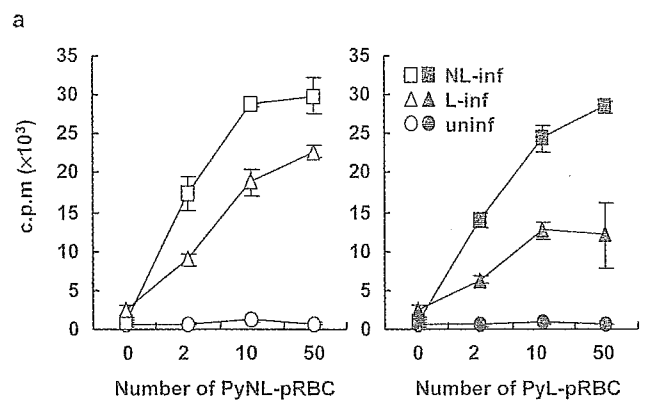 a
c.p.m (×10³)
35
30
25
20
15
10
5
0
0 2 10 50
Number of PyNL-pRBC
35
30
25
20
15
10
5
0
NL-inf
L-inf
uninf
0 2 10 50
Number of PyL-pRBC